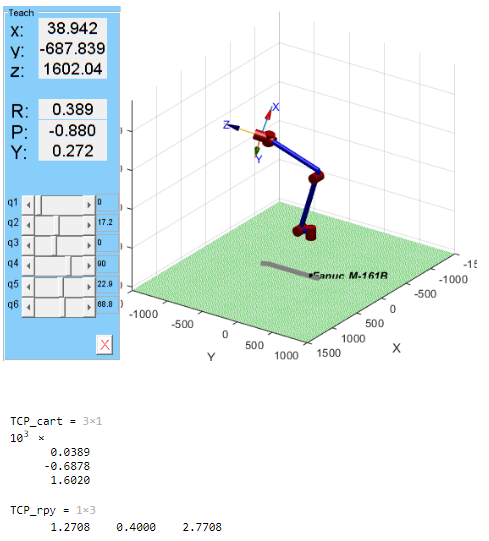 Teach
x: 38.942
y: -687.839
z: 1602.04
R: 0.389
P: -0.880
Y: 0.272
q1 0
q2 17.2
q3 0
q4 90
q5 22.9
q6 68.8
X
X
Z
Y
Fanuc M-16iB
-1000
-500
0
500
1000
Y
1500
1000
500
0
-500
-1000
-15
X
TCP_cart = 3×1
10³ ×
0.0389
-0.6878
1.6020
TCP_rpy = 1×3
1.2708 0.4000 2.7708